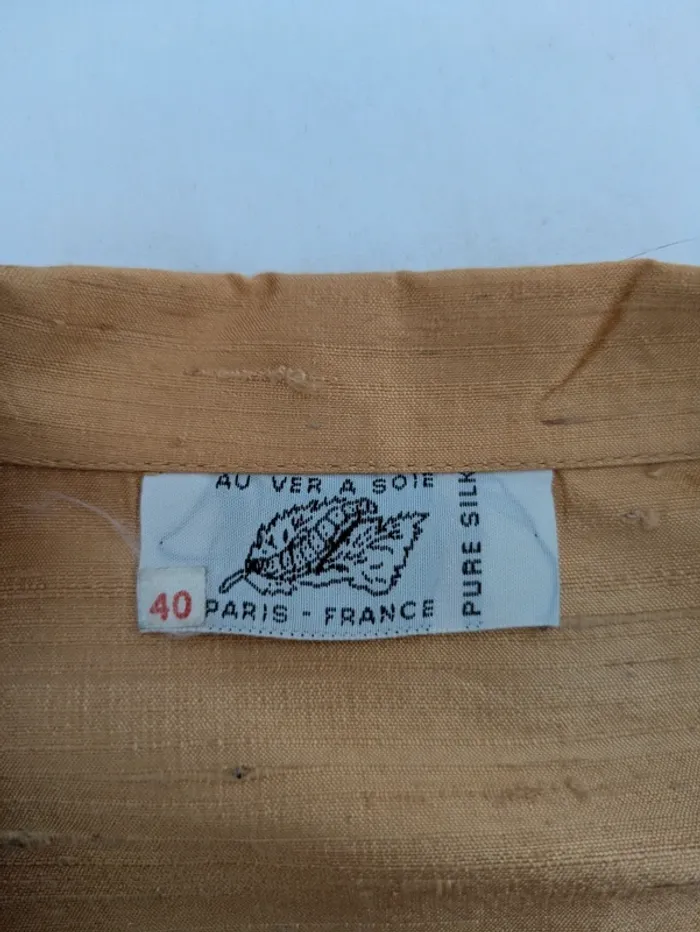 AU VER A SOIE
PURE SILK
40
PARIS - FRANCE